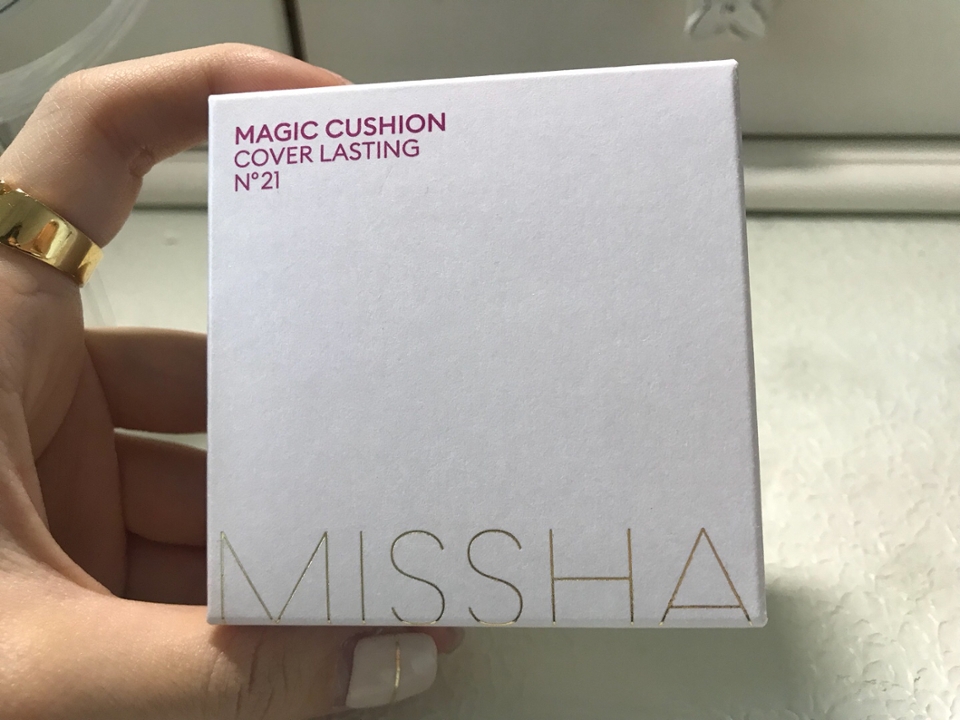 MAGIC CUSHION
COVER LASTING
N°21
MISSHA